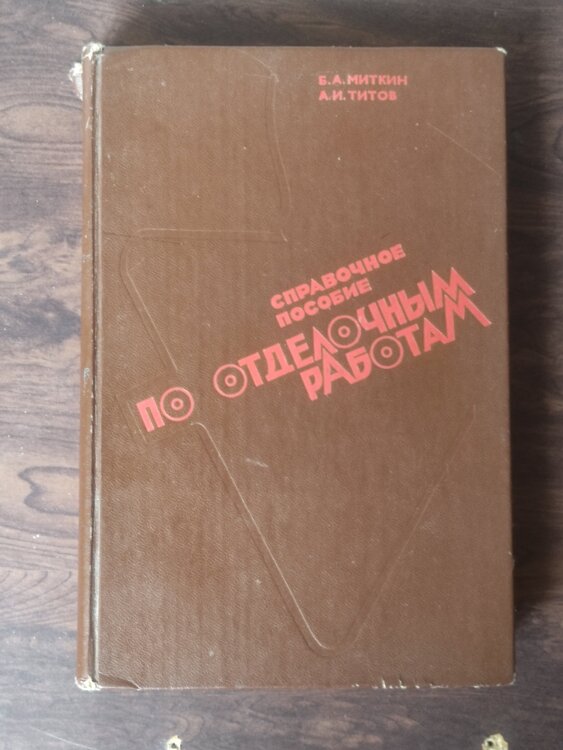 Б.А.МИТКИН
А.И.ТИТОВ
СПРАВОЧНОЕ
ПОСОБИЕ
ПО ОТДЕЛОЧНЫМ
РАБОТАМ